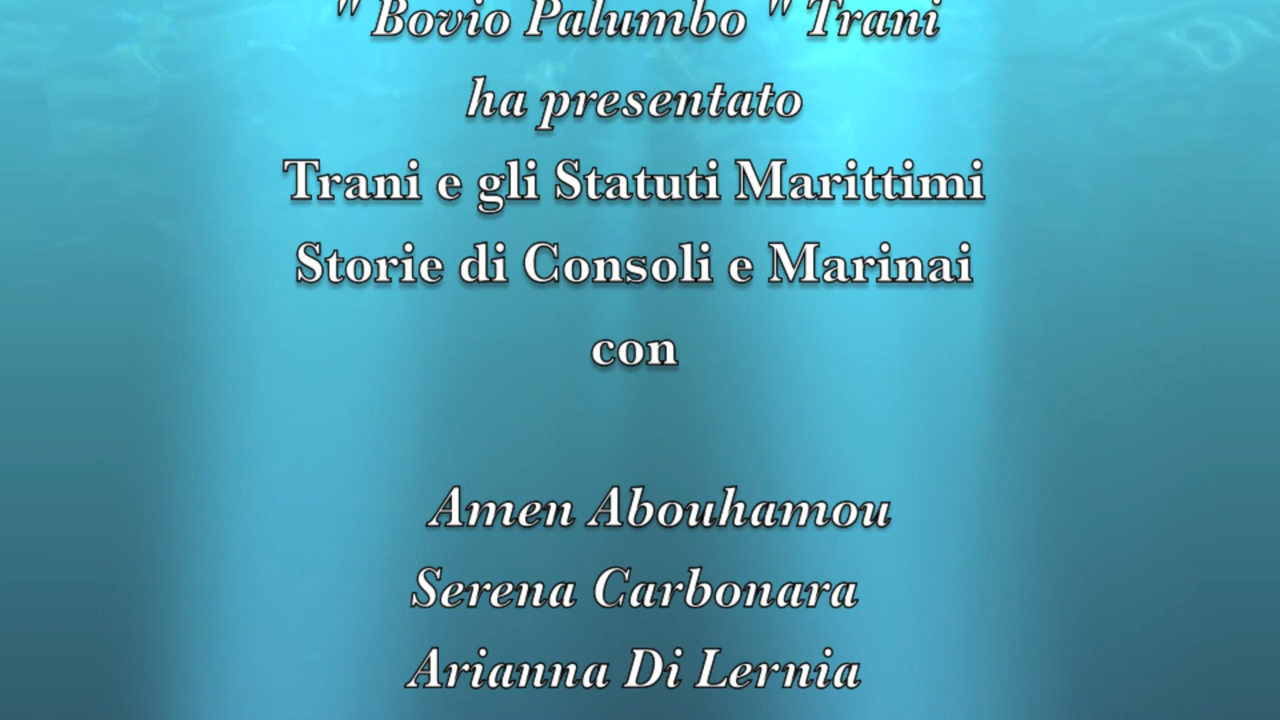 " Bovio Palumbo " Trani
ha presentato
Trani e gli Statuti Marittimi
Storie di Consoli e Marinai
con
Amen Abouhamou
Serena Carbonara
Arianna Di Lernia